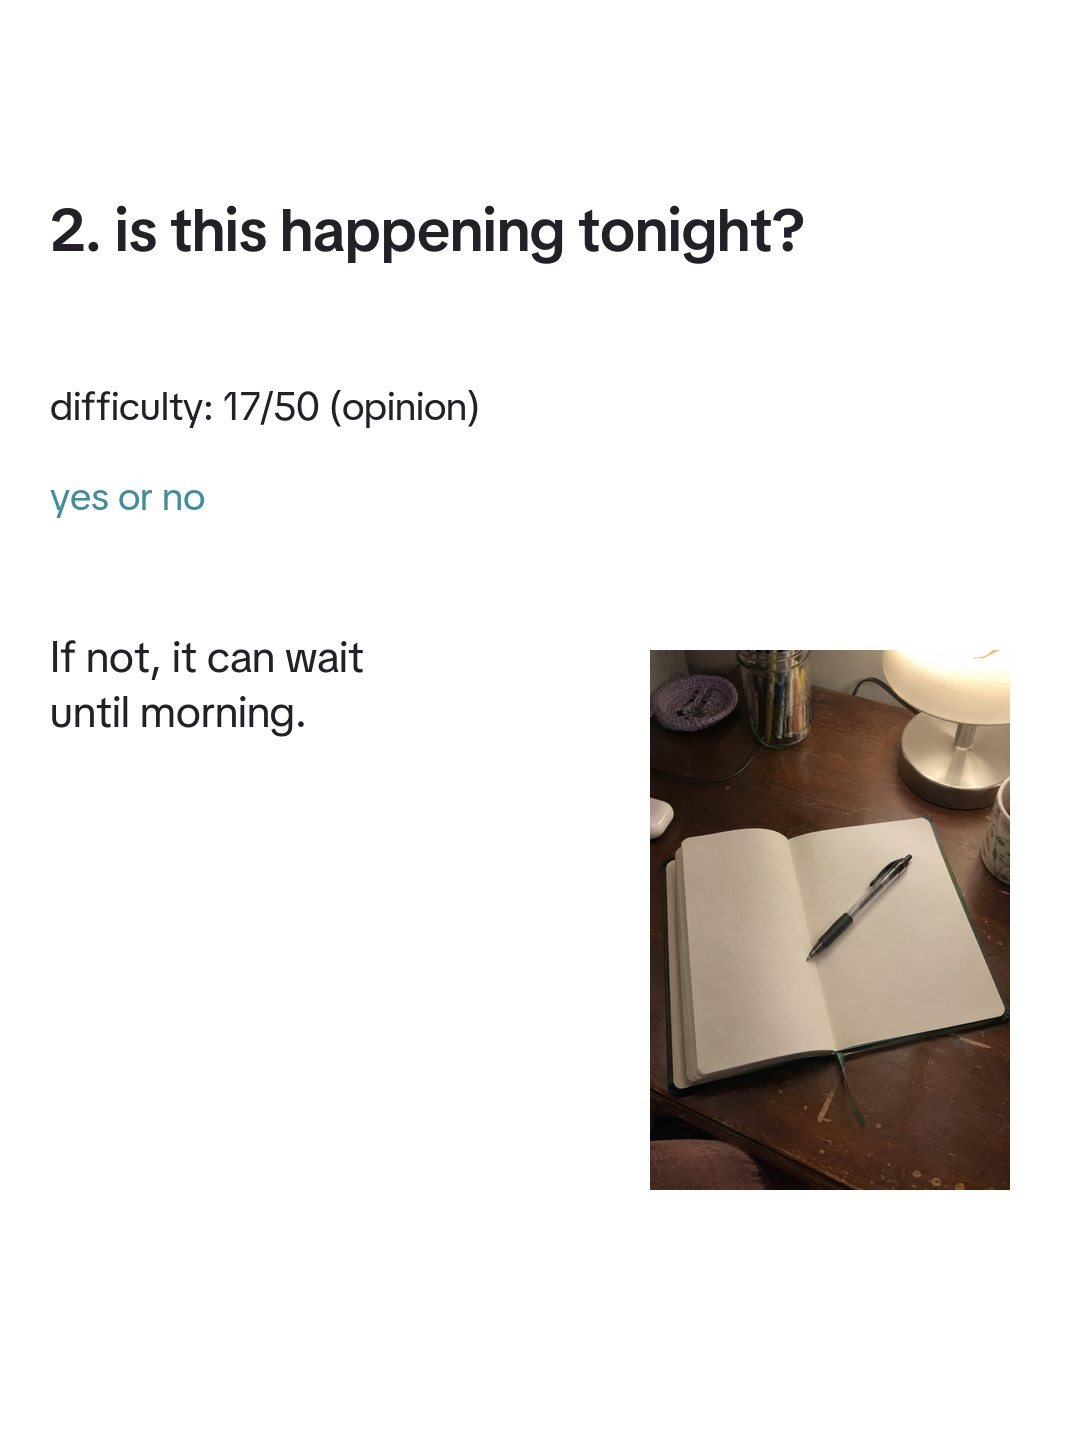 2. is this happening tonight?
difficulty: 17/50 (opinion)
yes or no
If not, it can wait
until morning.